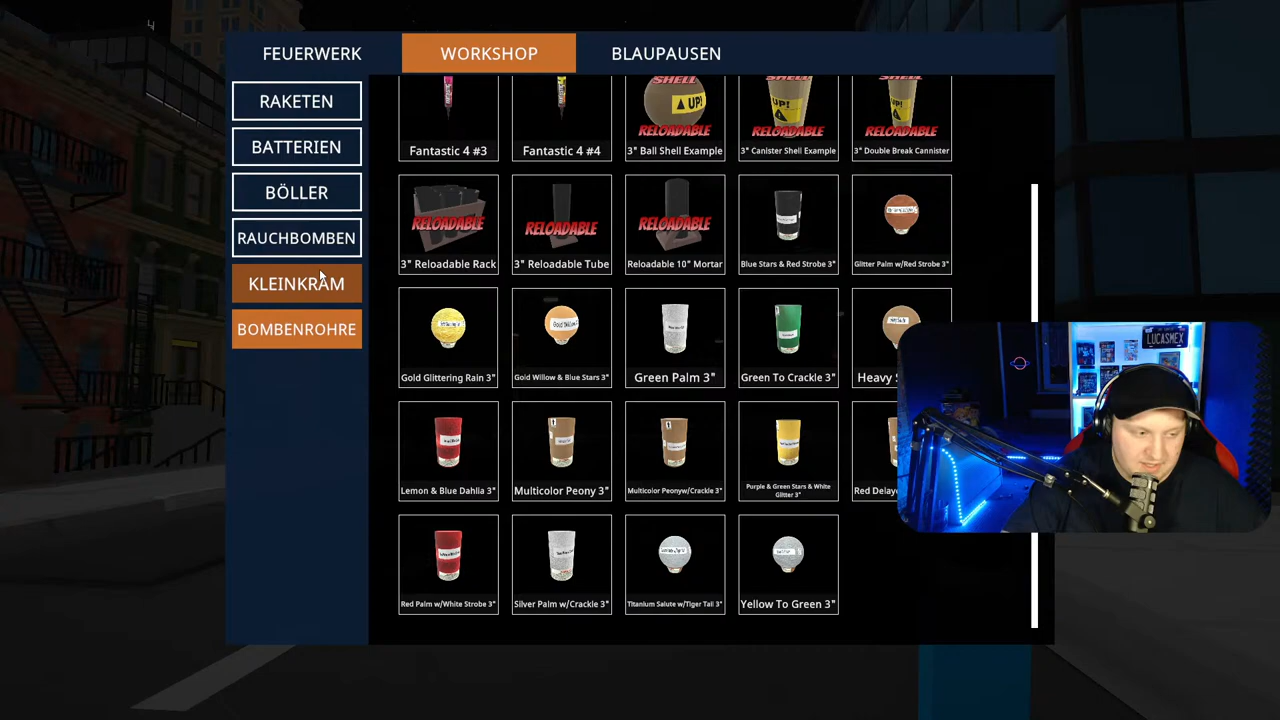 FEUERWERK
WORKSHOP
BLAUPAUSEN
RAKETEN
BATTERIEN
BÖLLER
RAUCHBOMBEN
KLEINKRAM
BOMBENROHRE
SHELL
UP!
RELOADABLE
SHELL
UP!
RELOADABLE
SHELL
UP!
RELOADABLE
Fantastic 4 #3
Fantastic 4 #4
3" Ball Shell Example
3" Canister Shell Example
3" Double Break Cannister
RELOADABLE
RELOADABLE
RELOADABLE
3" Reloadable Rack
3" Reloadable Tube
Reloadable 10" Mortar
Blue Stars & Red Strobe 3"
Glitter Palm w/Red Strobe 3"
Gold Glittering Rain 3"
Gold Willow & Blue Stars 3"
Green Palm 3"
Green To Crackle 3"
Heavy
LUCASMEX
Lemon & Blue Dahlia 3"
Multicolor Peony 3"
Multicolor Peonyw/Crackle 3"
Purple & Green Stars & White
Glitter 3"
Red
Red Palm w/White Strobe 3"
Silver Palm w/Crackle 3"
Titanium Salute w/Tiger Tail 3"
Yellow To Green 3"